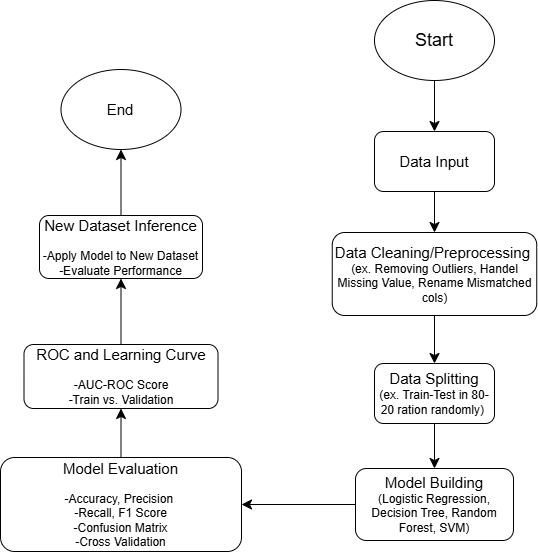 Start
Data Input
Data Cleaning/Preprocessing
(ex. Removing Outliers, Handel
Missing Value, Rename Mismatched
cols)
Data Splitting
(ex. Train-Test in 80-
20 ration randomly)
Model Building
(Logistic Regression,
Decision Tree, Random
Forest, SVM)
Model Evaluation
-Accuracy, Precision
-Recall, F1 Score
-Confusion Matrix
-Cross Validation
ROC and Learning Curve
-AUC-ROC Score
-Train vs. Validation
New Dataset Inference
-Apply Model to New Dataset
-Evaluate Performance
End